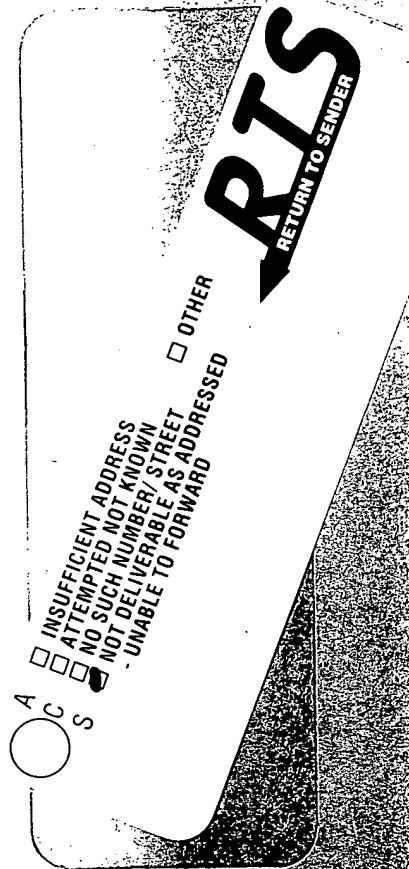 A
C
S
☐ INSUFFICIENT ADDRESS
☐ ATTEMPTED NOT KNOWN
☐ NO SUCH NUMBER/ STREET
☑ NOT DELIVERABLE AS ADDRESSED
- UNABLE TO FORWARD
☐ OTHER
RTS
RETURN TO SENDER